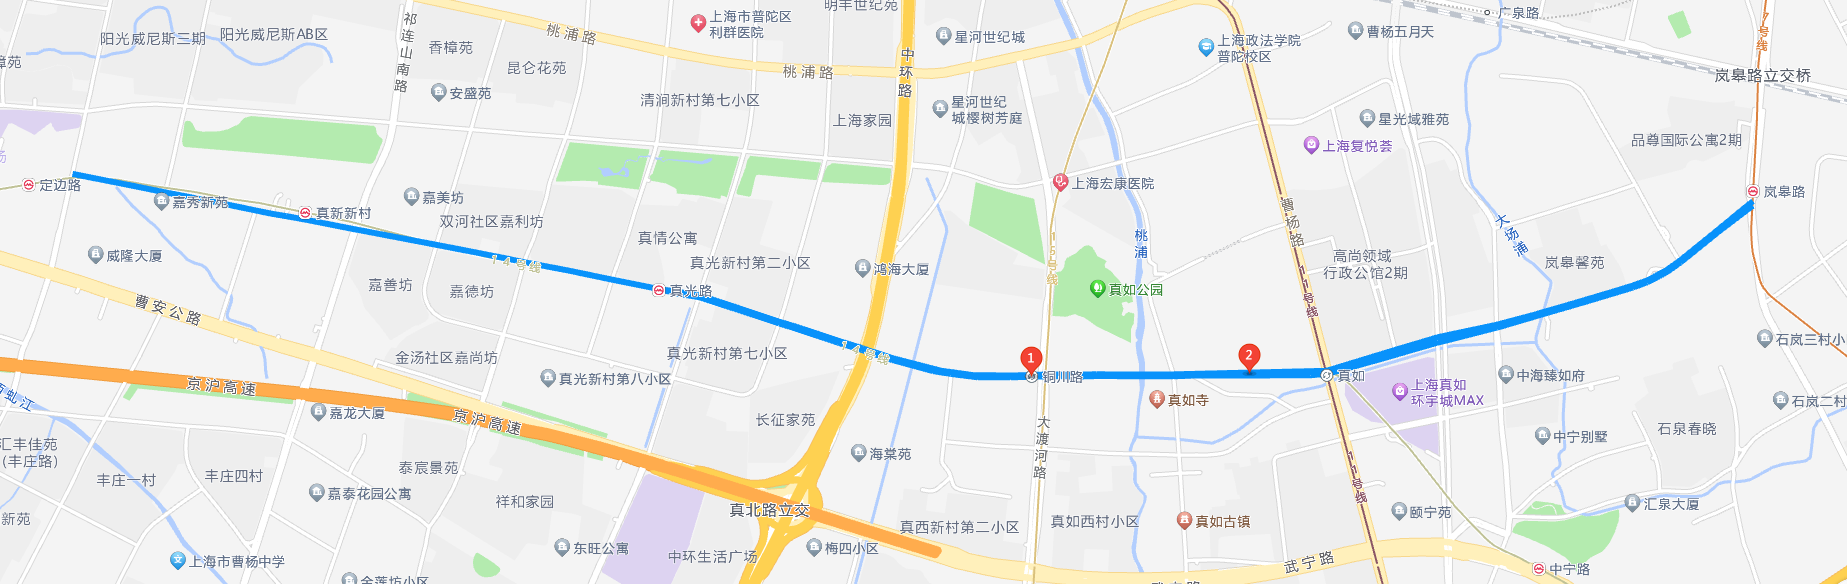 明丰世纪苑
广泉路
祁连山南路
上海市普陀区
利群医院
阳光威尼斯三期
阳光威尼斯AB区
桃浦路
星河世纪城
曹杨五月天
7号线
香樟苑
中环路
上海政法学院
普陀校区
昆仑花苑
桃浦路
岚皋路立交桥
安盛苑
清涧新村第七小区
星河世纪
城樱树芳庭
上海家园
星光域雅苑
上海复悦荟
品尊国际公寓2期
定边路
上海宏康医院
岚皋路
嘉秀新苑
嘉美坊
真新新村
双河社区嘉利坊
曹杨路
大场浦
真情公寓
桃浦
15号线
威隆大厦
14号线
真光新村第二小区
鸿海大厦
高尚领域
行政公馆2期
岚皋馨苑
嘉善坊
嘉德坊
真光路
真如公园
11号线
曹安公路
石岚三村小
金汤社区嘉尚坊
真光新村第七小区
14号线
1
2
铜川路
真如
真光新村第八小区
中海臻如府
京沪高速
上海真如
环宇城MAX
真如寺
石岚二村
嘉龙大厦
京沪高速
长征家苑
大渡河路
石泉春晓
中宁别墅
汇丰佳苑
(丰庄路)
海棠苑
丰庄一村
丰庄四村
泰宸景苑
11号线
嘉泰花园公寓
祥和家园
真北路立交
汇泉大厦
新苑
真西新村第二小区
真如西村小区
真如古镇
颐宁苑
东旺公寓
中环生活广场
梅四小区
上海市曹杨中学
武宁路
中宁路
金莲坊小区